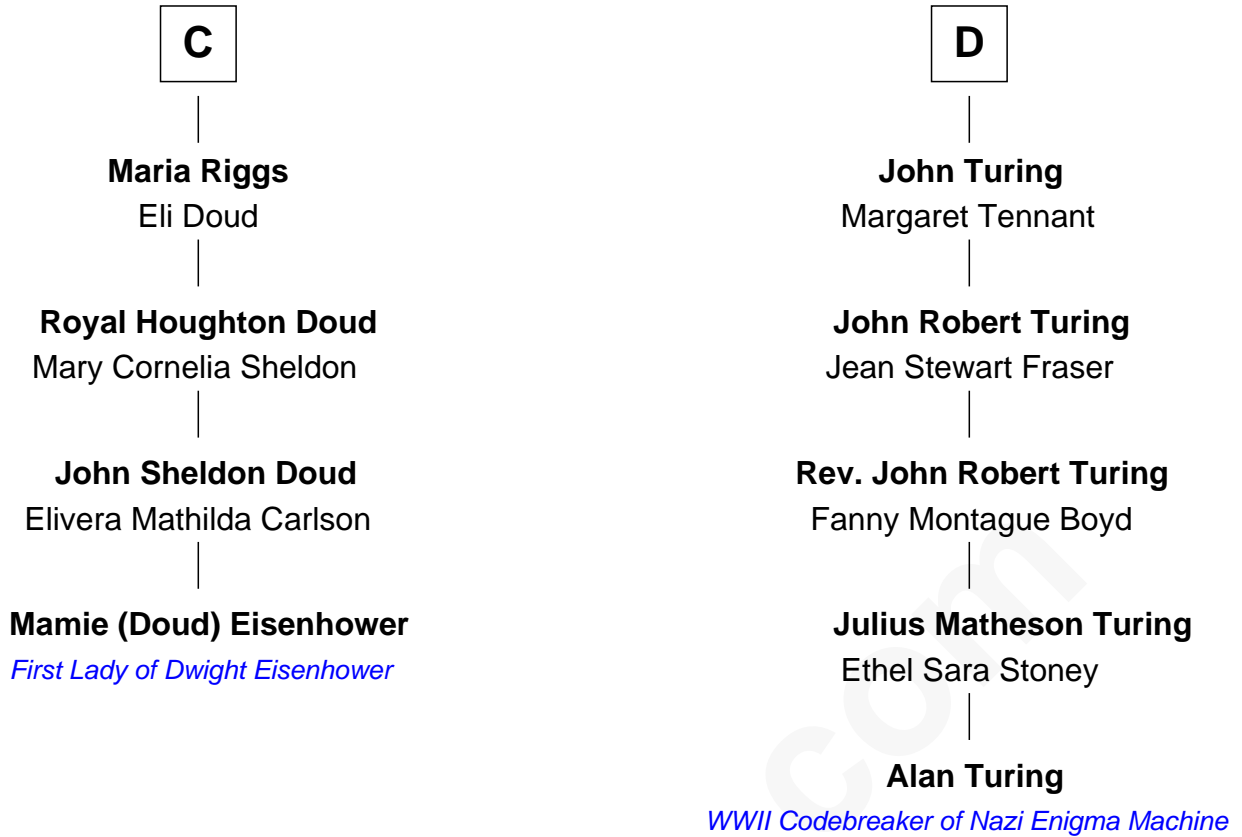 C
Maria Riggs
Eli Doud
Royal Houghton Doud
Mary Cornelia Sheldon
John Sheldon Doud
Elivera Mathilda Carlson
Mamie (Doud) Eisenhower
First Lady of Dwight Eisenhower
D
John Turing
Margaret Tennant
John Robert Turing
Jean Stewart Fraser
Rev. John Robert Turing
Fanny Montague Boyd
Julius Matheson Turing
Ethel Sara Stoney
Alan Turing
WWII Codebreaker of Nazi Enigma Machine
com